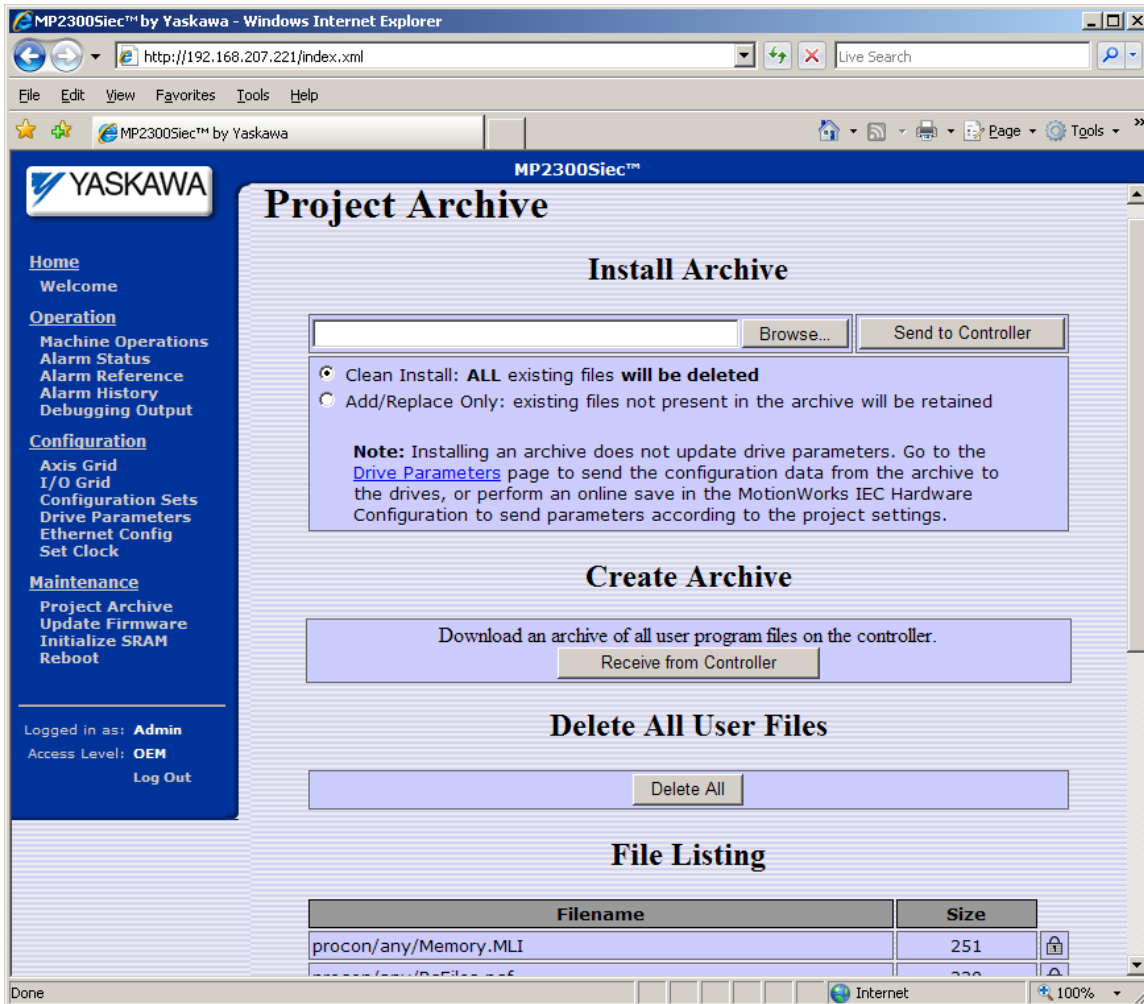 MP2300Siec™ by Yaskawa - Windows Internet Explorer
http://192.168.207.221/index.xml
Live Search
File Edit View Favorites Tools Help
MP2300Siec™ by Yaskawa
Page Tools »
MP2300Siec™
YASKAWA
Home
Welcome
Operation
Machine Operations
Alarm Status
Alarm Reference
Alarm History
Debugging Output
Configuration
Axis Grid
I/O Grid
Configuration Sets
Drive Parameters
Ethernet Config
Set Clock
Maintenance
Project Archive
Update Firmware
Initialize SRAM
Reboot
Logged in as: Admin
Access Level: OEM
Log Out
Project Archive
Install Archive
Browse... Send to Controller
Clean Install: ALL existing files will be deleted
Add/Replace Only: existing files not present in the archive will be retained
Note: Installing an archive does not update drive parameters. Go to the
Drive Parameters page to send the configuration data from the archive to
the drives, or perform an online save in the MotionWorks IEC Hardware
Configuration to send parameters according to the project settings.
Create Archive
Download an archive of all user program files on the controller.
Receive from Controller
Delete All User Files
Delete All
File Listing
Filename Size
procon/any/Memory.MLI 251
Done Internet 100%